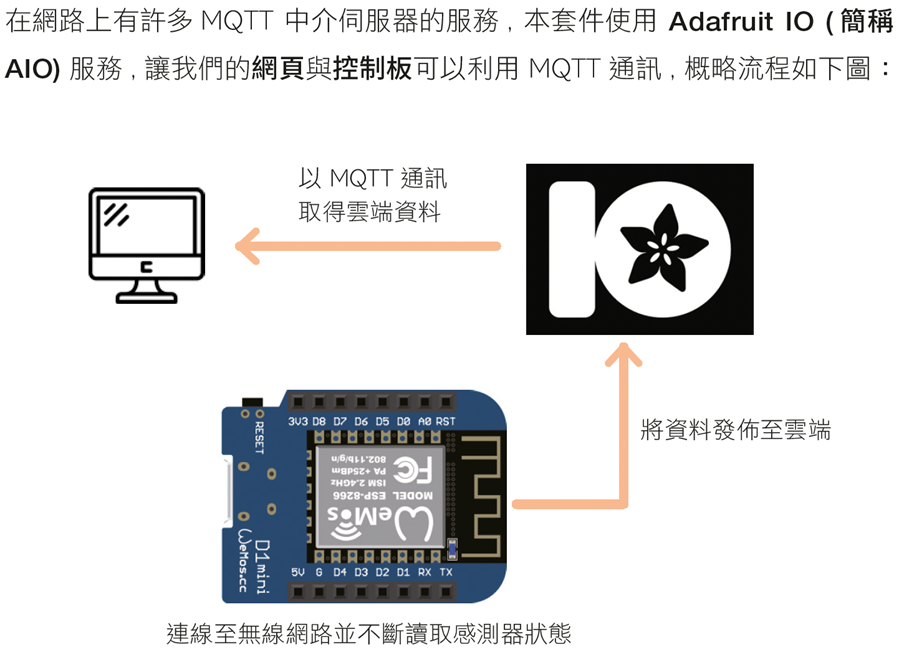 在網路上有許多 MQTT 中介伺服器的服務, 本套件使用 Adafruit IO (簡稱
AIO) 服務, 讓我們的網頁與控制板可以利用 MQTT 通訊, 概略流程如下圖：
以 MQTT 通訊
取得雲端資料
IO
將資料發佈至雲端
3V3 D8 D7 D6 D5 D0 A0 RST
RESET
802.11b/g/n
PA +25dBm
ISM 2.4GHz
MODEL ESP-8266
FC
WeMos
D1mini
WeMos.cc
5V G D4 D3 D2 D1 RX TX
連線至無線網路並不斷讀取感測器狀態